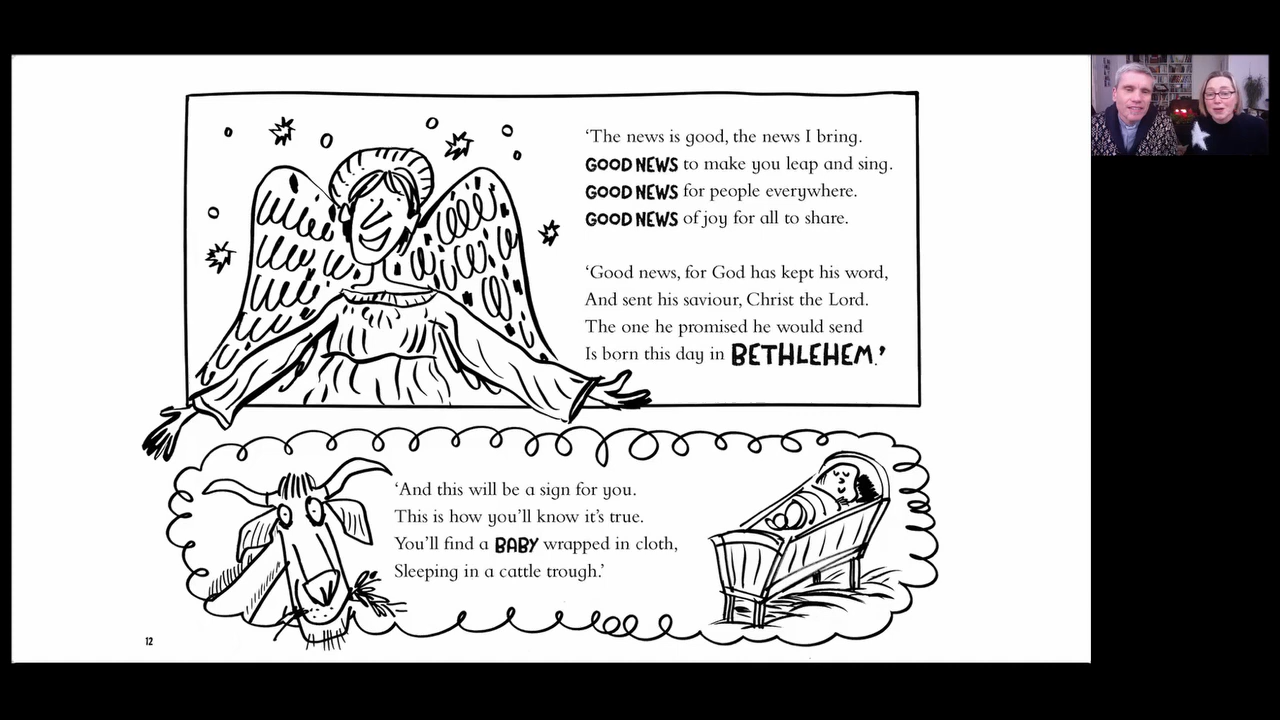 ‘The news is good, the news I bring.
GOOD NEWS to make you leap and sing.
GOOD NEWS for people everywhere.
GOOD NEWS of joy for all to share.
‘Good news, for God has kept his word,
And sent his saviour, Christ the Lord.
The one he promised he would send
Is born this day in BETHLEHEM.’
‘And this will be a sign for you.
This is how you’ll know it’s true.
You’ll find a BABY wrapped in cloth,
Sleeping in a cattle trough.’
12